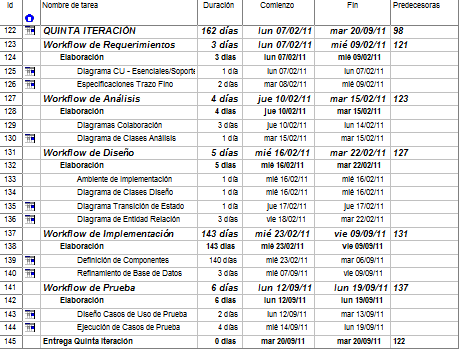 Id Nombre de tarea Duración Comienzo Fin Predecesoras
122 QUINTA ITERACIÓN 162 días lun 07/02/11 mar 20/09/11 98
123 Workflow de Requerimientos 3 días lun 07/02/11 mié 09/02/11 121
124 Elaboración 3 días lun 07/02/11 mié 09/02/11
125 Diagrama CU - Esenciales/Soporte 1 día lun 07/02/11 lun 07/02/11
126 Especificaciones Trazo Fino 2 días mar 08/02/11 mié 09/02/11
127 Workflow de Análisis 4 días jue 10/02/11 mar 15/02/11 123
128 Elaboración 4 días jue 10/02/11 mar 15/02/11
129 Diagramas Colaboración 3 días jue 10/02/11 lun 14/02/11
130 Diagrama de Clases Análisis 1 día mar 15/02/11 mar 15/02/11
131 Workflow de Diseño 5 días mié 16/02/11 mar 22/02/11 127
132 Elaboración 5 días mié 16/02/11 mar 22/02/11
133 Ambiente de Implementación 1 día mié 16/02/11 mié 16/02/11
134 Diagrama de Clases Diseño 1 día mié 16/02/11 mié 16/02/11
135 Diagrama Transición de Estado 1 día jue 17/02/11 jue 17/02/11
136 Diagrama de Entidad Relación 3 días vie 18/02/11 mar 22/02/11
137 Workflow de Implementación 143 días mié 23/02/11 vie 09/09/11 131
138 Elaboración 143 días mié 23/02/11 vie 09/09/11
139 Definición de Componentes 140 días mié 23/02/11 mar 06/09/11
140 Refinamiento de Base de Datos 3 días mié 07/09/11 vie 09/09/11
141 Workflow de Prueba 6 días lun 12/09/11 lun 19/09/11 137
142 Elaboración 6 días lun 12/09/11 lun 19/09/11
143 Diseño Casos de Uso de Prueba 2 días lun 12/09/11 mar 13/09/11
144 Ejecución de Casos de Prueba 4 días mié 14/09/11 lun 19/09/11
145 Entrega Quinta Iteración 0 días mar 20/09/11 mar 20/09/11 122